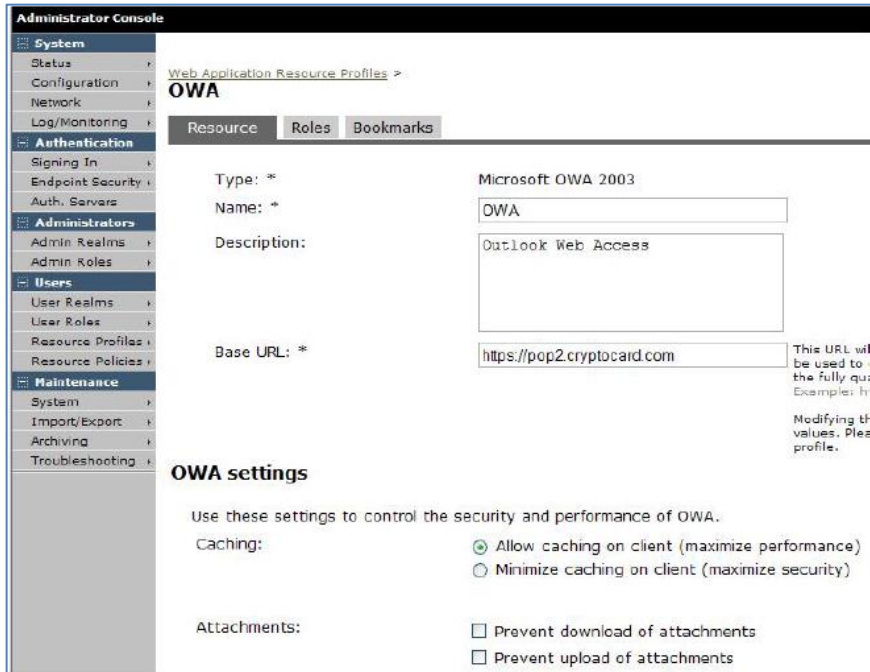 Administrator Console
System
Status
Configuration
Network
Log/Monitoring
Authentication
Signing In
Endpoint Security
Auth. Servers
Administrators
Admin Realms
Admin Roles
Users
User Realms
User Roles
Resource Profiles
Resource Policies
Maintenance
System
Import/Export
Archiving
Troubleshooting
Web Application Resource Profiles >
OWA
Resource Roles Bookmarks
Type: * Microsoft OWA 2003
Name: * OWA
Description: Outlook Web Access
Base URL: * https://pop2.cryptocard.com
This URL wil
be used to
the fully qua
Example: h
Modifying th
values. Plea
profile.
OWA settings
Use these settings to control the security and performance of OWA.
Caching: Allow caching on client (maximize performance)
Minimize caching on client (maximize security)
Attachments: Prevent download of attachments
Prevent upload of attachments